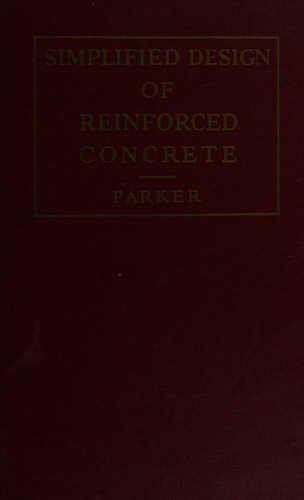 SIMPLIFIED DESIGN
OF
REINFORCED
CONCRETE
PARKER